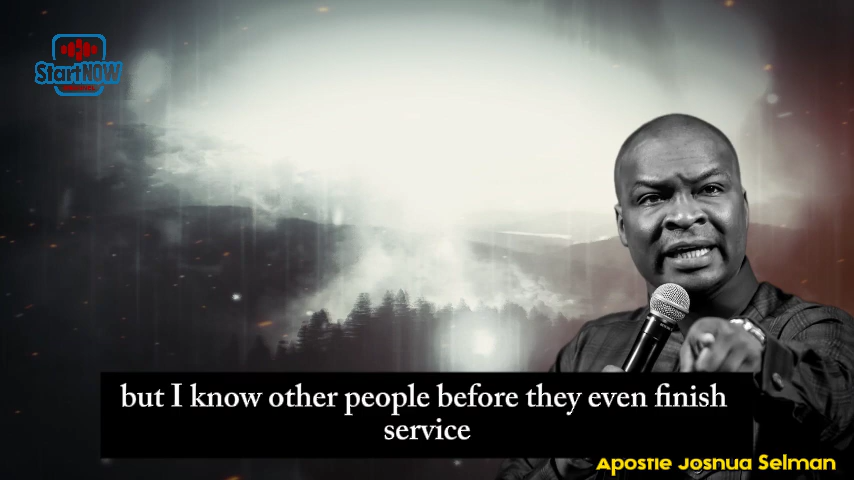 StartNOW
but I know other people before they even finish
service
Apostle Joshua Selman